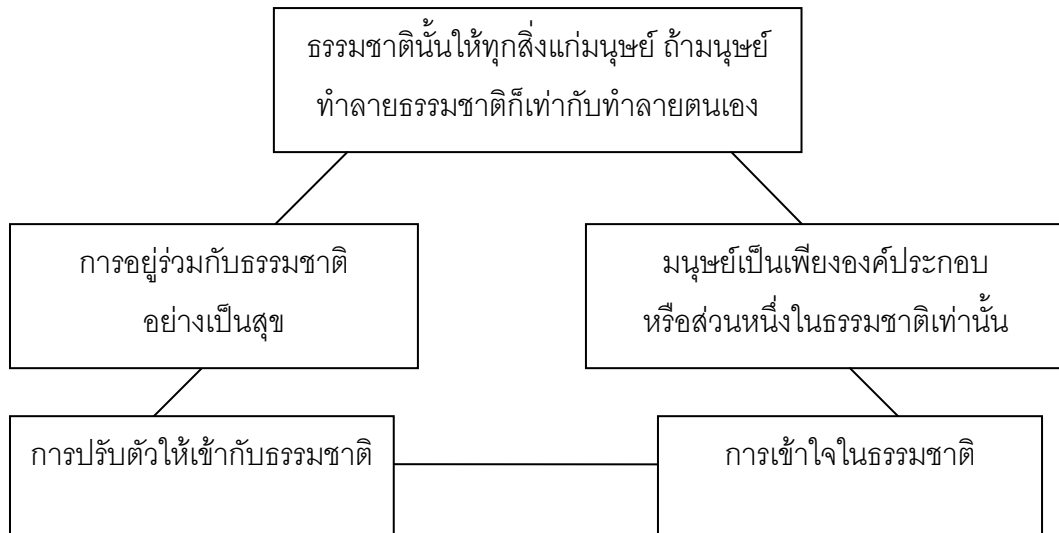 ธรรมชาตินั้นให้ทุกสิ่งแก่มนุษย์ ถ้ามนุษย์
ทำลายธรรมชาติก็เท่ากับทำลายตนเอง
การอยู่ร่วมกับธรรมชาติ
อย่างเป็นสุข
มนุษย์เป็นเพียงองค์ประกอบ
หรือส่วนหนึ่งในธรรมชาติเท่านั้น
การปรับตัวให้เข้ากับธรรมชาติ
การเข้าใจในธรรมชาติ